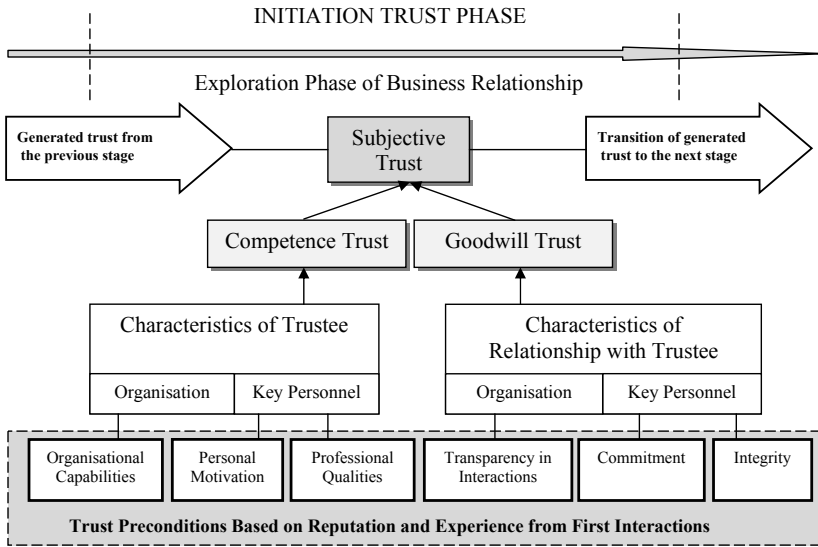 INITIATION TRUST PHASE
Exploration Phase of Business Relationship
Generated trust from
the previous stage
Subjective
Trust
Transition of generated
trust to the next stage
Competence Trust
Goodwill Trust
Characteristics of Trustee
Characteristics of
Relationship with Trustee
Organisation
Key Personnel
Organisation
Key Personnel
Organisational
Capabilities
Personal
Motivation
Professional
Qualities
Transparency in
Interactions
Commitment
Integrity
Trust Preconditions Based on Reputation and Experience from First Interactions